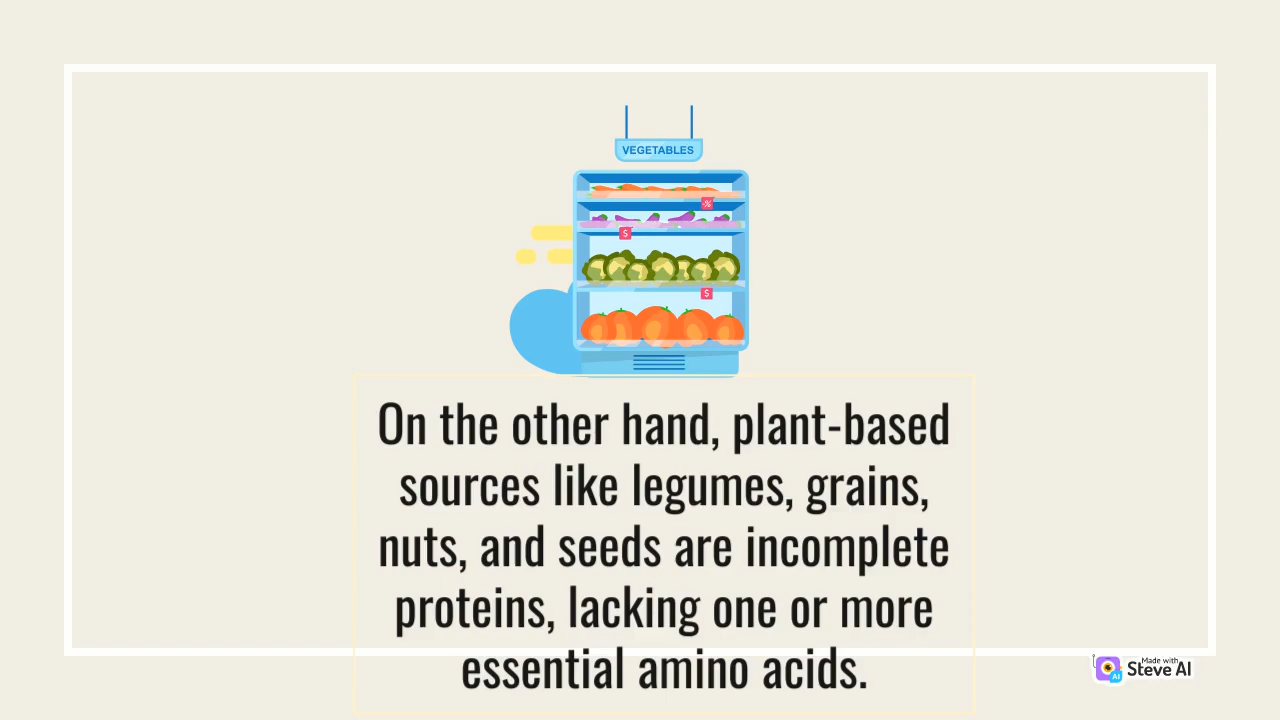 VEGETABLES
-%
$
$
On the other hand, plant-based
sources like legumes, grains,
nuts, and seeds are incomplete
proteins, lacking one or more
essential amino acids.
Made with
Steve AI
AI